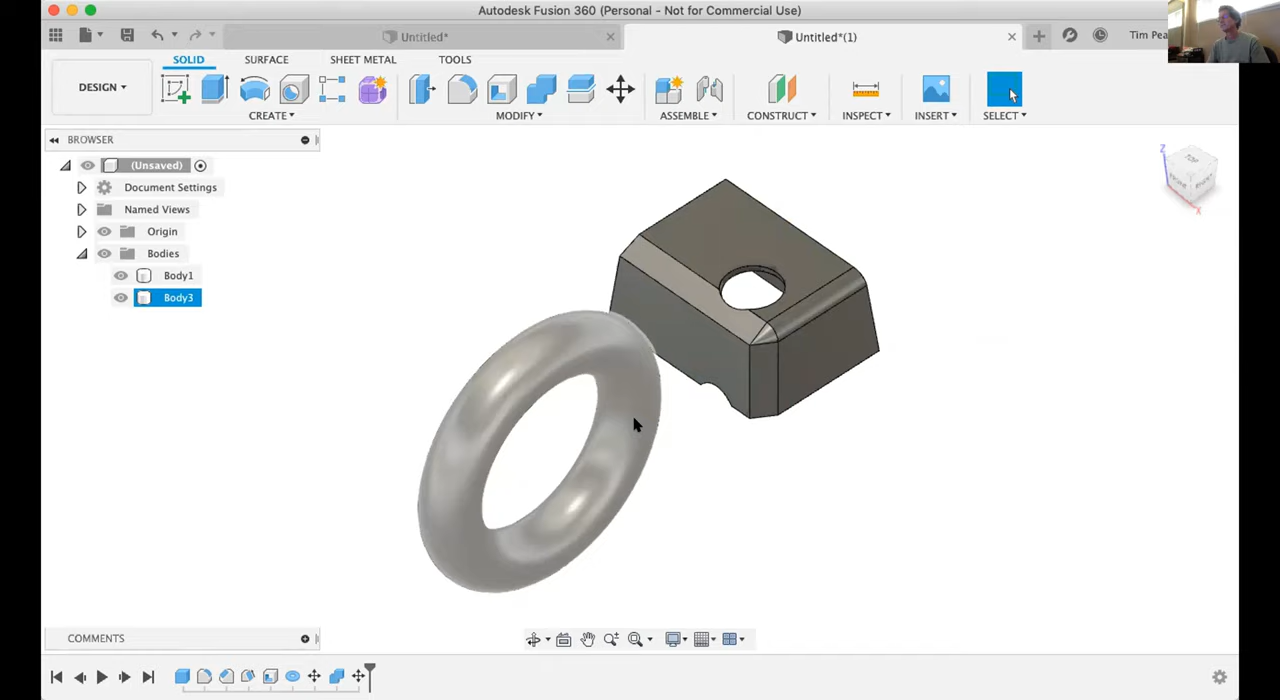 Autodesk Fusion 360 (Personal - Not for Commercial Use)
Untitled*
Untitled*(1)
Tim Pea
SOLID
SURFACE
SHEET METAL
TOOLS
DESIGN
CREATE
MODIFY
ASSEMBLE
CONSTRUCT
INSPECT
INSERT
SELECT
BROWSER
(Unsaved)
Document Settings
Named Views
Origin
Bodies
Body1
Body3
Z
TOP
X
COMMENTS